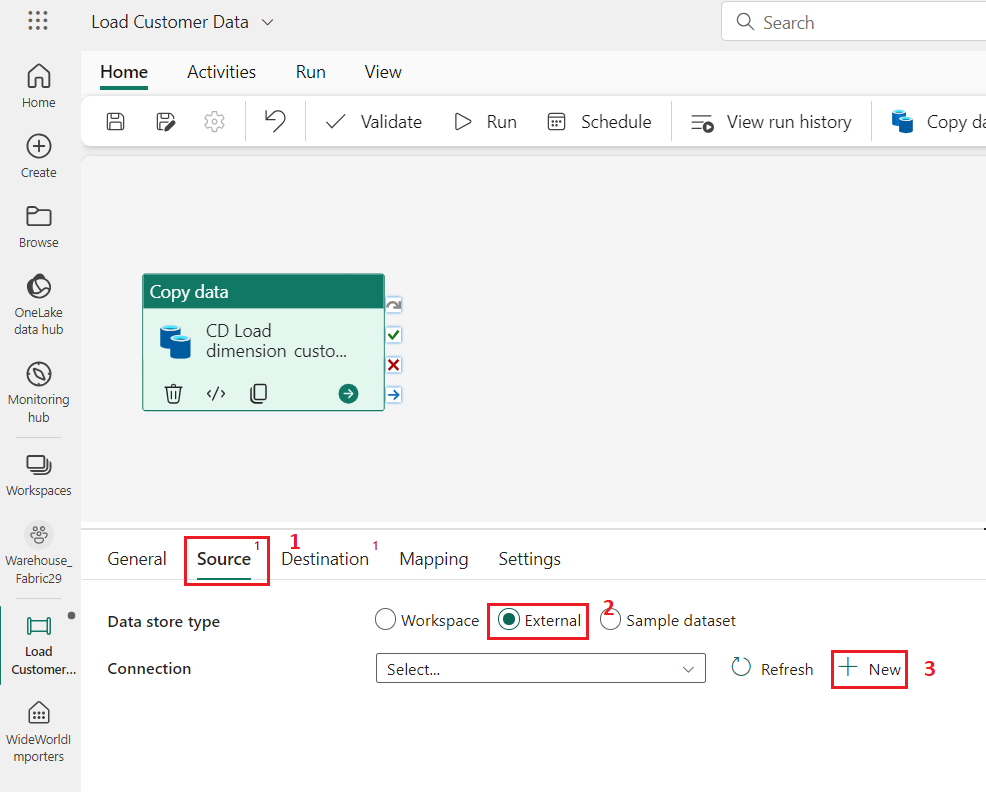 Load Customer Data
Search
Home
Activities
Run
View
Validate
Run
Schedule
View run history
Copy da
Home
Create
Browse
OneLake
data hub
Monitoring
hub
Workspaces
Warehouse_
Fabric29
Load
Customer...
WideWorldI
mporters
Copy data
CD Load
dimension custo...
General
Source 1
1
Destination 1
Mapping
Settings
Data store type
Workspace
External
2
Sample dataset
Connection
Select...
Refresh
New
3